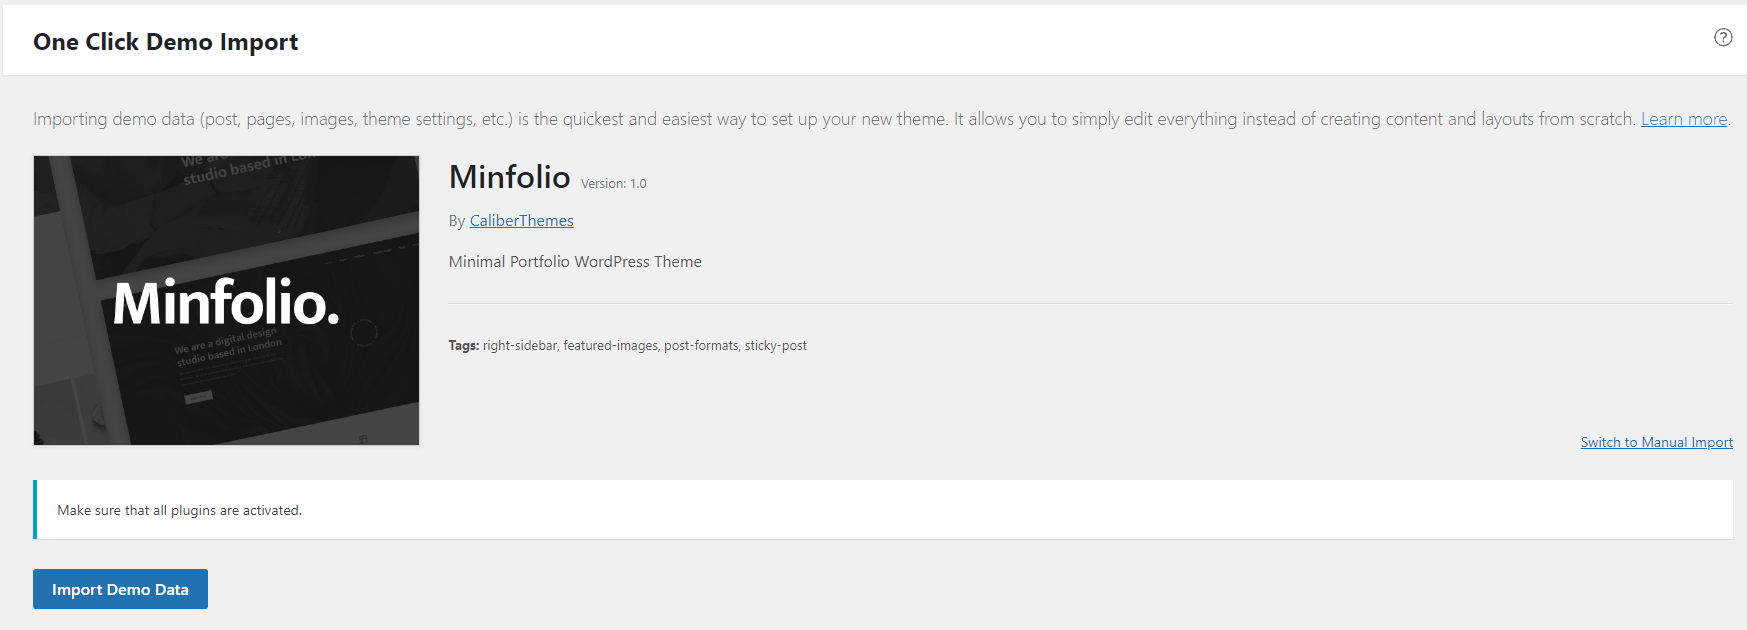 One Click Demo Import
Importing demo data (post, pages, images, theme settings, etc.) is the quickest and easiest way to set up your new theme. It allows you to simply edit everything instead of creating content and layouts from scratch. Learn more.
We are
studio based in London
Minfolio.
We are a digital design
studio based in London
Minfolio Version: 1.0
By CaliberThemes
Minimal Portfolio WordPress Theme
Tags: right-sidebar, featured-images, post-formats, sticky-post
Switch to Manual Import
Make sure that all plugins are activated.
Import Demo Data